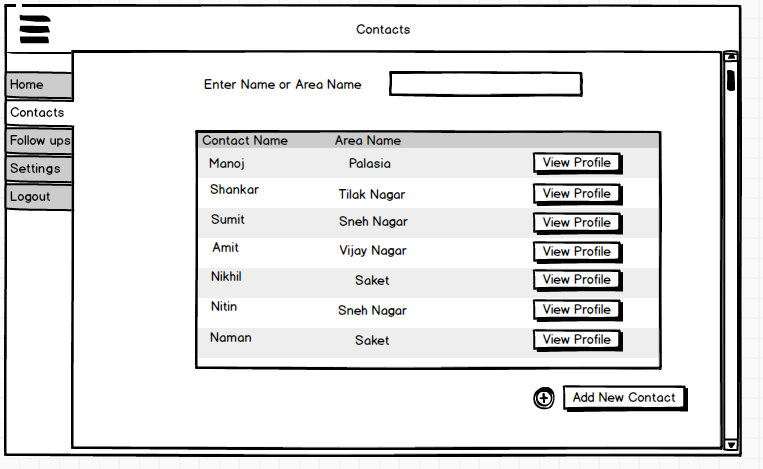 Contacts
Home
Contacts
Follow ups
Settings
Logout
Enter Name or Area Name
Contact Name Area Name
Manoj Palasia View Profile
Shankar Tilak Nagar View Profile
Sumit Sneh Nagar View Profile
Amit Vijay Nagar View Profile
Nikhil Saket View Profile
Nitin Sneh Nagar View Profile
Naman Saket View Profile
Add New Contact